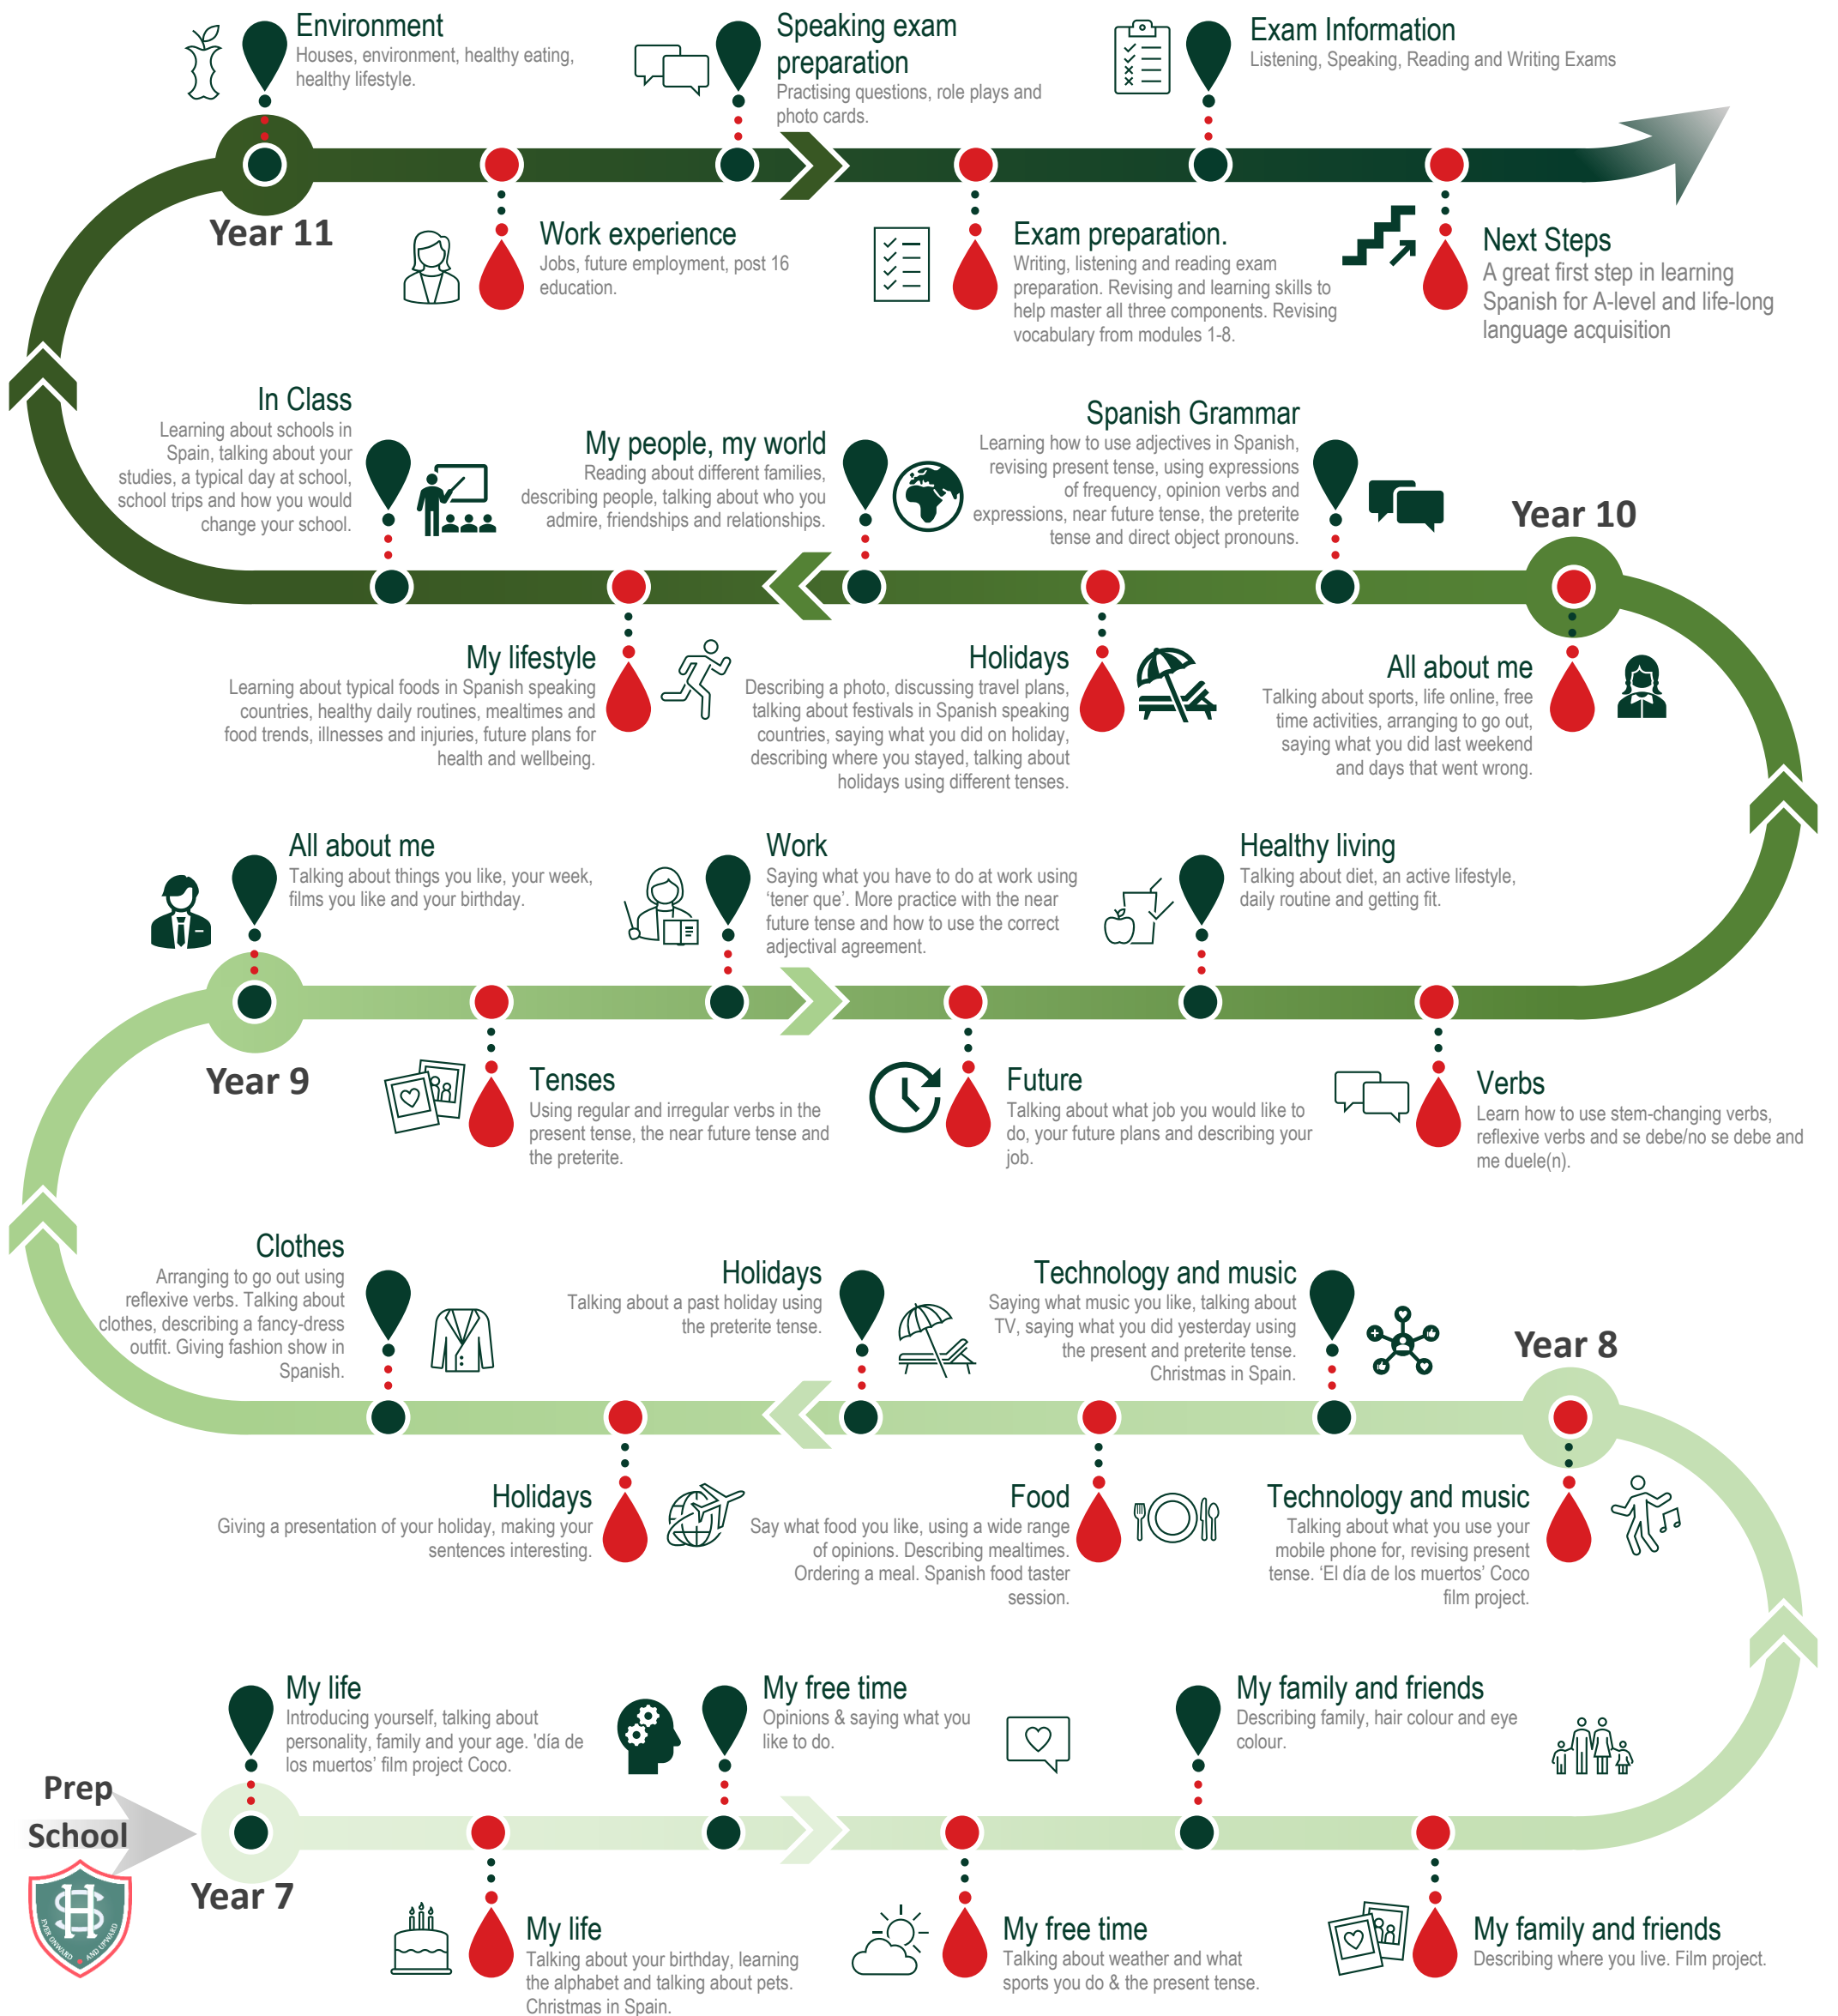 Environment
Houses, environment, healthy eating,
healthy lifestyle.
Speaking exam
preparation
Practising questions, role plays and
photo cards.
Exam Information
Listening, Speaking, Reading and Writing Exams
Year 11
Work experience
Jobs, future employment, post 16
education.
Exam preparation.
Writing, listening and reading exam
preparation. Revising and learning skills to
help master all three components. Revising
vocabulary from modules 1-8.
Next Steps
A great first step in learning
Spanish for A-level and life-long
language acquisition
In Class
Learning about schools in
Spain, talking about your
studies, a typical day at school,
school trips and how you would
change your school.
My people, my world
Reading about different families,
describing people, talking about who you
admire, friendships and relationships.
Spanish Grammar
Learning how to use adjectives in Spanish,
revising present tense, using expressions
of frequency, opinion verbs and
expressions, near future tense, the preterite
tense and direct object pronouns.
Year 10
My lifestyle
Learning about typical foods in Spanish speaking
countries, healthy daily routines, mealtimes and
food trends, illnesses and injuries, future plans for
health and wellbeing.
Holidays
Describing a photo, discussing travel plans,
talking about festivals in Spanish speaking
countries, saying what you did on holiday,
describing where you stayed, talking about
holidays using different tenses.
All about me
Talking about sports, life online, free
time activities, arranging to go out,
saying what you did last weekend
and days that went wrong.
All about me
Talking about things you like, your week,
films you like and your birthday.
Work
Saying what you have to do at work using
‘tener que’. More practice with the near
future tense and how to use the correct
adjectival agreement.
Healthy living
Talking about diet, an active lifestyle,
daily routine and getting fit.
Year 9
Tenses
Using regular and irregular verbs in the
present tense, the near future tense and
the preterite.
Future
Talking about what job you would like to
do, your future plans and describing your
job.
Verbs
Learn how to use stem-changing verbs,
reflexive verbs and se debe/no se debe and
me duele(n).
Clothes
Arranging to go out using
reflexive verbs. Talking about
clothes, describing a fancy-dress
outfit. Giving fashion show in
Spanish.
Holidays
Talking about a past holiday using
the preterite tense.
Technology and music
Saying what music you like, talking about
TV, saying what you did yesterday using
the present and preterite tense.
Christmas in Spain.
Year 8
Holidays
Giving a presentation of your holiday, making your
sentences interesting.
Food
Say what food you like, using a wide range
of opinions. Describing mealtimes.
Ordering a meal. Spanish food taster
session.
Technology and music
Talking about what you use your
mobile phone for, revising present
tense. ‘El día de los muertos’ Coco
film project.
My life
Introducing yourself, talking about
personality, family and your age. 'día de
los muertos’ film project Coco.
My free time
Opinions & saying what you
like to do.
My family and friends
Describing family, hair colour and eye
colour.
Prep
School
HS
EVER ONWARD AND UPWARD
Year 7
My life
Talking about your birthday, learning
the alphabet and talking about pets.
Christmas in Spain.
My free time
Talking about weather and what
sports you do & the present tense.
My family and friends
Describing where you live. Film project.